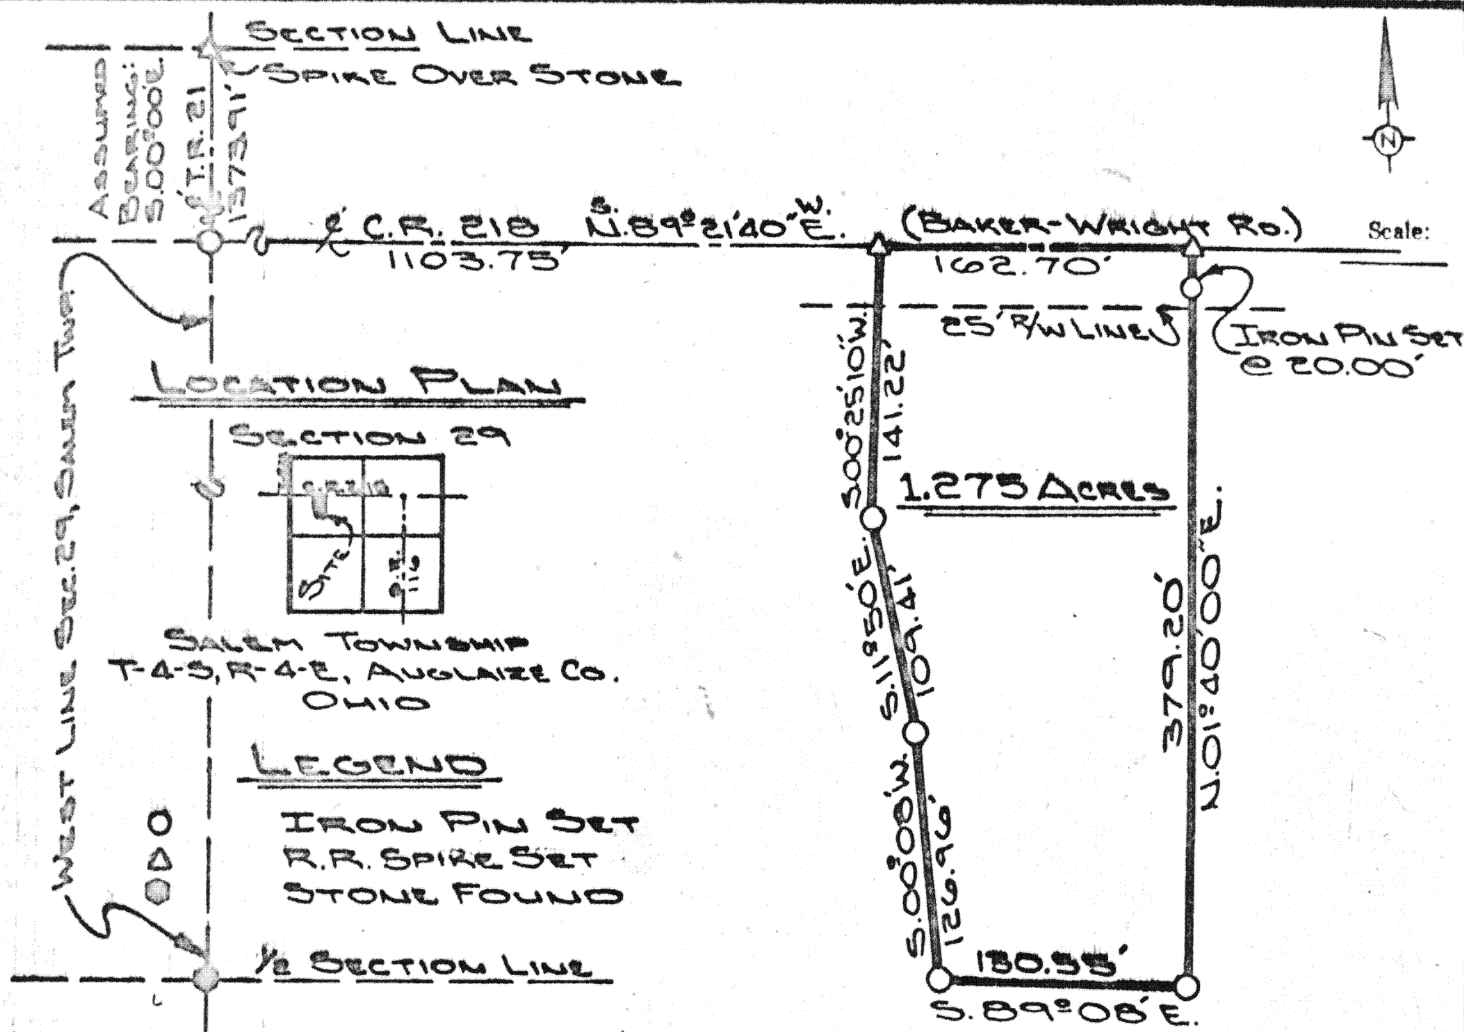 SECTION LINE
SPIKE OVER STONE
ASSUMED
BEARING:
S.00°00'E.
T.R. 21
1373.91'
N
℄ C.R. 218
S. W.
N.89°21'40"E.
(BAKER-WRIGHT RD.)
Scale:
1103.75'
162.70'
25' R/W LINE
IRON PIN SET
@ 20.00'
S.00°25'10"W.
141.22'
LOCATION PLAN
SECTION 29
C.R. 218
SITE
116
SALEM TOWNSHIP
T-4-S, R-4-E, AUGLAIZE CO.
OHIO
WEST LINE SEC. 29, SALEM TWP.
1.275 ACRES
S.11°50'E.
109.41'
379.20'
N.01°40'00"E.
LEGEND
IRON PIN SET
R.R. SPIKE SET
STONE FOUND
S.00°08'W.
126.96'
1/2 SECTION LINE
130.55'
S.89°08'E.